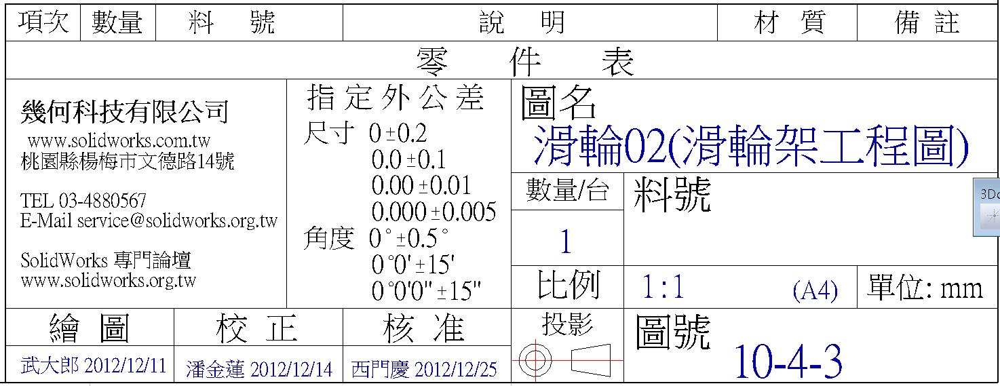 項次 數量 料 號 說 明 材 質 備 註
零 件 表
幾何科技有限公司
www.solidworks.com.tw
桃園縣楊梅市文德路14號
TEL 03-4880567
E-Mail service@solidworks.org.tw
SolidWorks 專門論壇
www.solidworks.org.tw
指定外公差
尺寸 0±0.2
0.0±0.1
0.00±0.01
0.000±0.005
角度 0°±0.5°
0°0'±15'
0°0'0"±15"
圖名
滑輪02(滑輪架工程圖)
數量/台
1
料號
比例 1:1 (A4) 單位: mm
繪 圖 校 正 核 准
武大郎 2012/12/11 潘金蓮 2012/12/14 西門慶 2012/12/25
投影
圖號
10-4-3